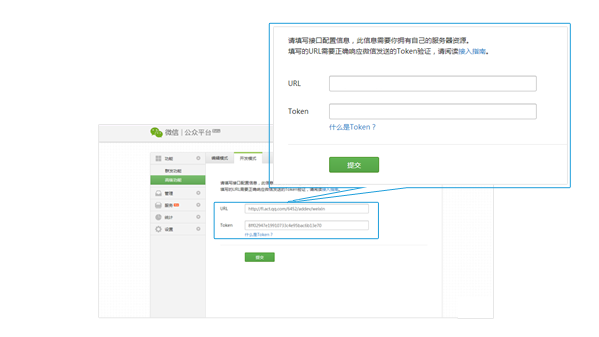 请填写接口配置信息，此信息需要你拥有自己的服务器资源。
填写的URL需要正确响应微信发送的Token验证，请阅读接入指南。
URL
Token
什么是Token？
提交
微信 | 公众平台
功能
群发功能
高级功能
管理
服务
统计
设置
编辑模式
开发模式
请填写接口配置信息，此信息
填写的URL需要正确响应微信发送的Token验证，请阅读接入指南。
URL
Token
什么是Token？
提交